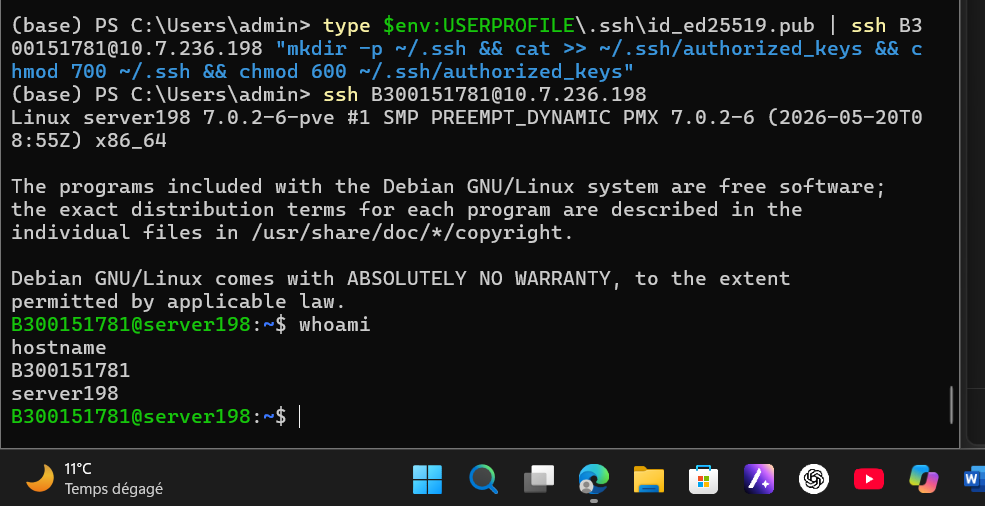 (base) PS C:\Users\admin> type $env:USERPROFILE\.ssh\id_ed25519.pub | ssh B3
00151781@10.7.236.198 "mkdir -p ~/.ssh && cat >> ~/.ssh/authorized_keys && c
hmod 700 ~/.ssh && chmod 600 ~/.ssh/authorized_keys"
(base) PS C:\Users\admin> ssh B300151781@10.7.236.198
Linux server198 7.0.2-6-pve #1 SMP PREEMPT_DYNAMIC PMX 7.0.2-6 (2026-05-20T0
8:55Z) x86_64
The programs included with the Debian GNU/Linux system are free software;
the exact distribution terms for each program are described in the
individual files in /usr/share/doc/*/copyright.
Debian GNU/Linux comes with ABSOLUTELY NO WARRANTY, to the extent
permitted by applicable law.
B300151781@server198:~$ whoami
hostname
B300151781
server198
B300151781@server198:~$
11°C
Temps dégagé
W